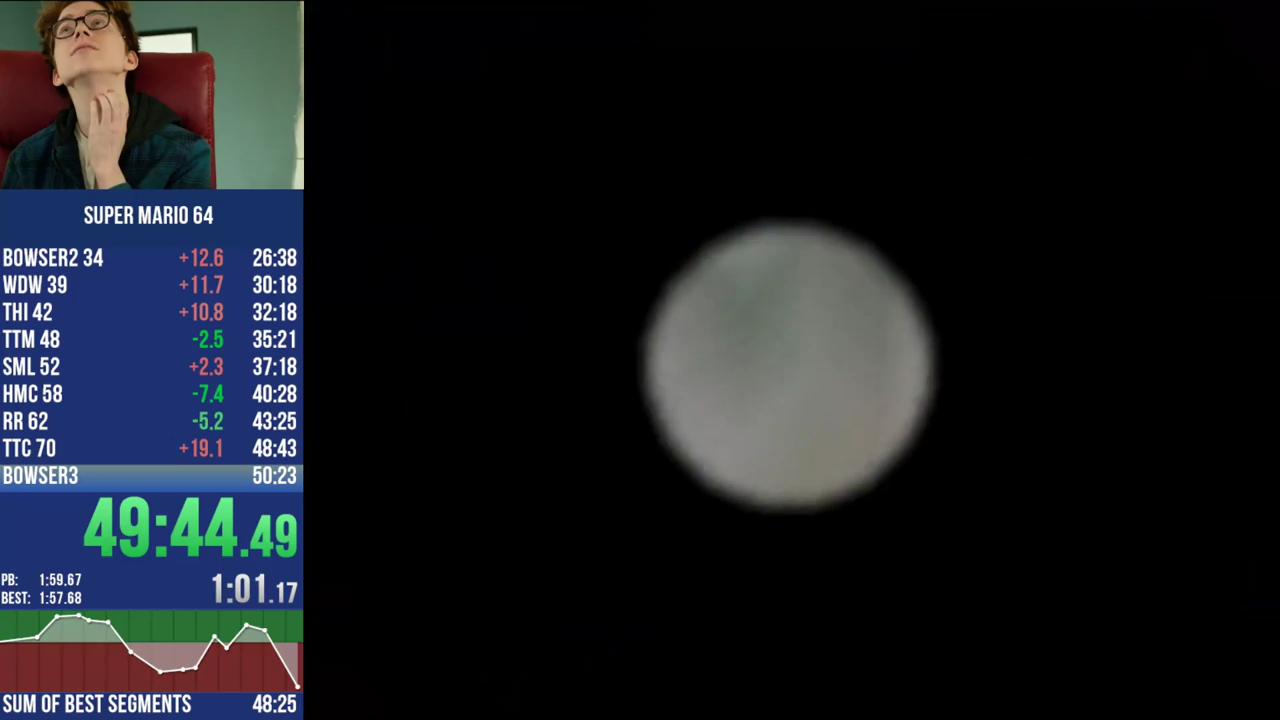 SUPER MARIO 64
BOWSER2 34 +12.6 26:38
WDW 39 +11.7 30:18
THI 42 +10.8 32:18
TTM 48 -2.5 35:21
SML 52 +2.3 37:18
HMC 58 -7.4 40:28
RR 62 -5.2 43:25
TTC 70 +19.1 48:43
BOWSER3 50:23
49:44.49
PB: 1:59.67 1:01.17
BEST: 1:57.68
SUM OF BEST SEGMENTS 48:25